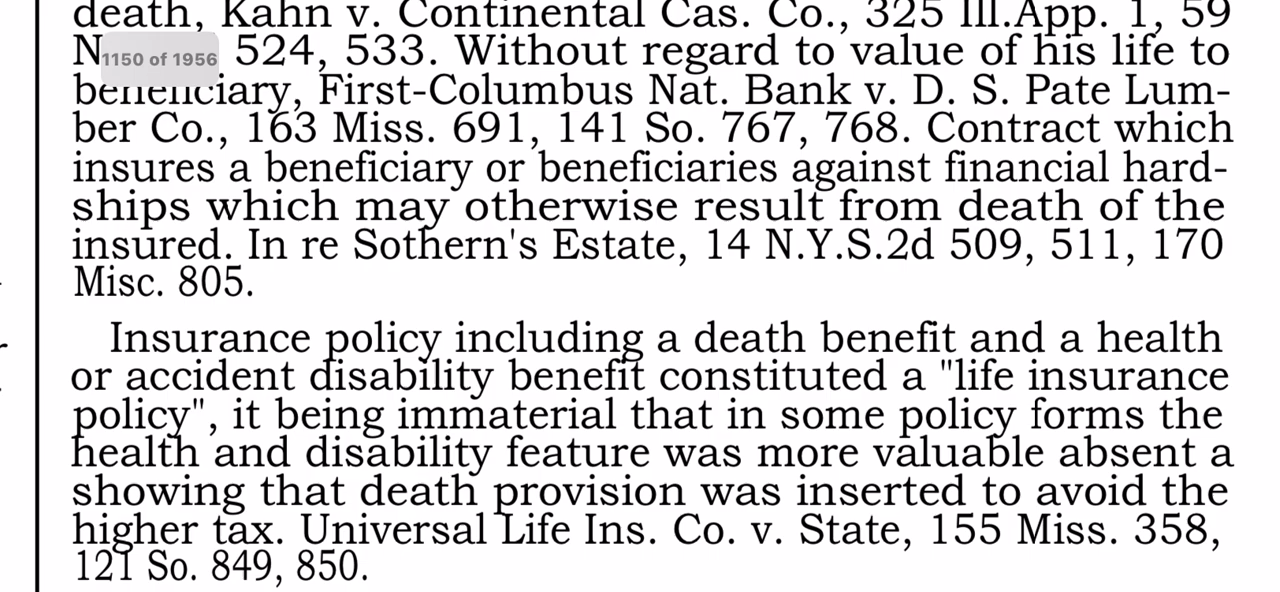 death, Kahn v. Continental Cas. Co., 325 Ill.App. 1, 59
N 524, 533. Without regard to value of his life to
1150 of 1956
beneficiary, First-Columbus Nat. Bank v. D. S. Pate Lum-
ber Co., 163 Miss. 691, 141 So. 767, 768. Contract which
insures a beneficiary or beneficiaries against financial hard-
ships which may otherwise result from death of the
insured. In re Sothern's Estate, 14 N.Y.S.2d 509, 511, 170
Misc. 805.
Insurance policy including a death benefit and a health
or accident disability benefit constituted a "life insurance
policy", it being immaterial that in some policy forms the
health and disability feature was more valuable absent a
showing that death provision was inserted to avoid the
higher tax. Universal Life Ins. Co. v. State, 155 Miss. 358,
121 So. 849, 850.